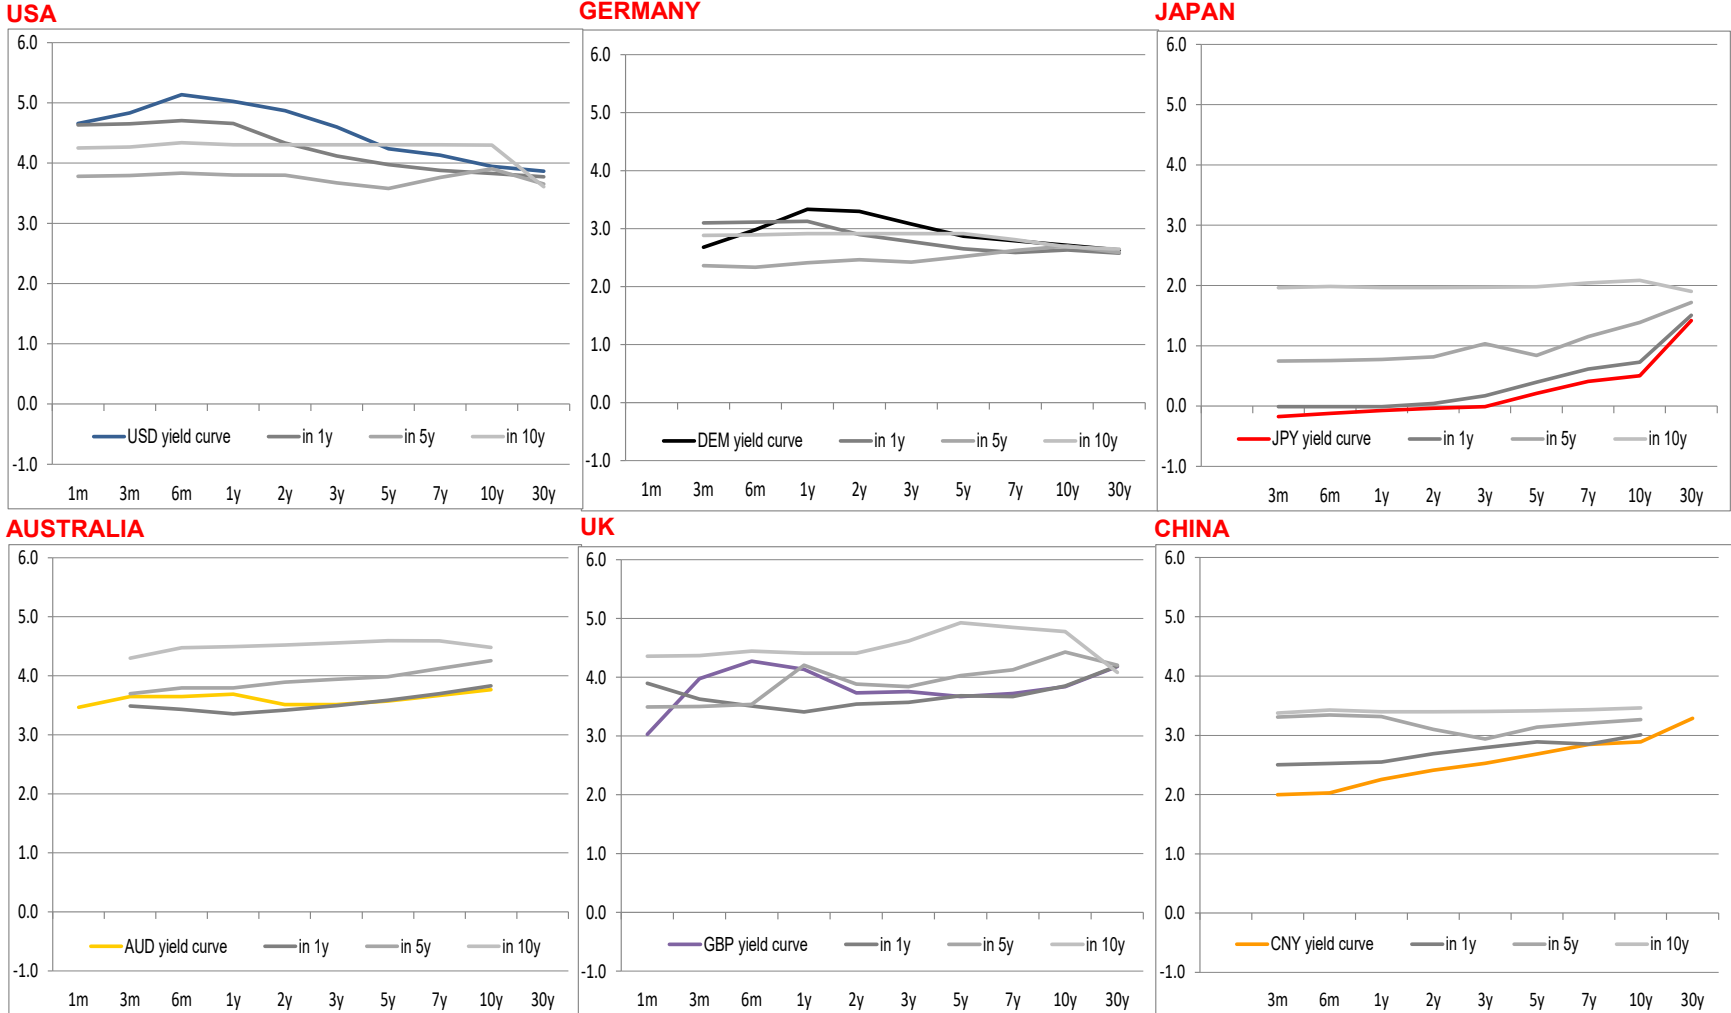 USA
6.0
5.0
4.0
3.0
2.0
1.0
0.0
-1.0
USD yield curve in 1y in 5y in 10y
1m 3m 6m 1y 2y 3y 5y 7y 10y 30y
GERMANY
6.0
5.0
4.0
3.0
2.0
1.0
0.0
-1.0
DEM yield curve in 1y in 5y in 10y
1m 3m 6m 1y 2y 3y 5y 7y 10y 30y
JAPAN
6.0
5.0
4.0
3.0
2.0
1.0
0.0
-1.0
JPY yield curve in 1y in 5y in 10y
3m 6m 1y 2y 3y 5y 7y 10y 30y
AUSTRALIA
6.0
5.0
4.0
3.0
2.0
1.0
0.0
-1.0
AUD yield curve in 1y in 5y in 10y
1m 3m 6m 1y 2y 3y 5y 7y 10y 30y
UK
6.0
5.0
4.0
3.0
2.0
1.0
0.0
-1.0
GBP yield curve in 1y in 5y in 10y
1m 3m 6m 1y 2y 3y 5y 7y 10y 30y
CHINA
6.0
5.0
4.0
3.0
2.0
1.0
0.0
-1.0
CNY yield curve in 1y in 5y in 10y
3m 6m 1y 2y 3y 5y 7y 10y 30y